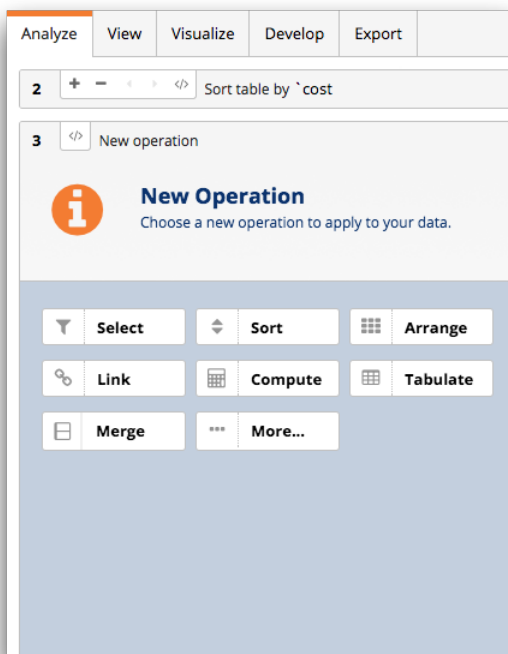 Analyze View Visualize Develop Export
2 + − </> Sort table by `cost
3 </> New operation
New Operation
Choose a new operation to apply to your data.
Select Sort Arrange
Link Compute Tabulate
Merge More...